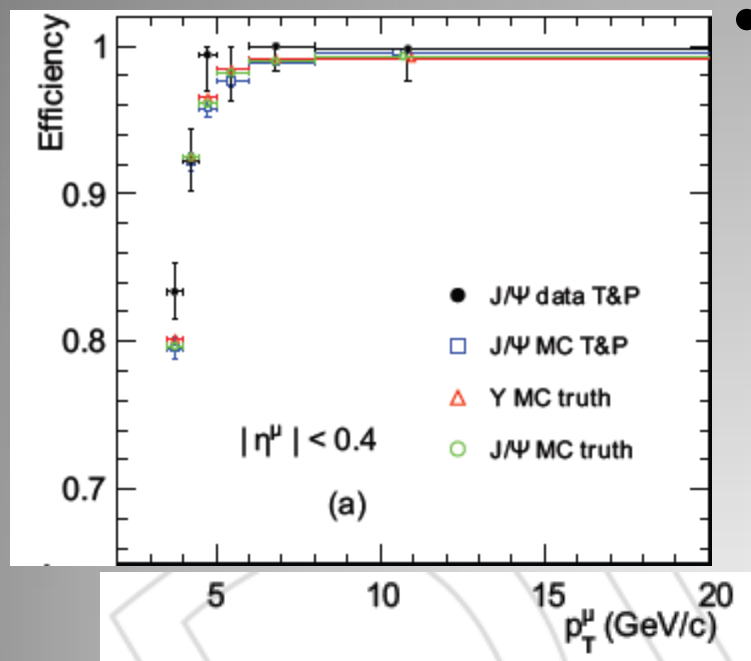 Efficiency
1
0.9
0.8
0.7
J/Ψ data T&P
J/Ψ MC T&P
Υ MC truth
J/Ψ MC truth
|η^μ| < 0.4
(a)
5 10 15 20
p_T^μ (GeV/c)